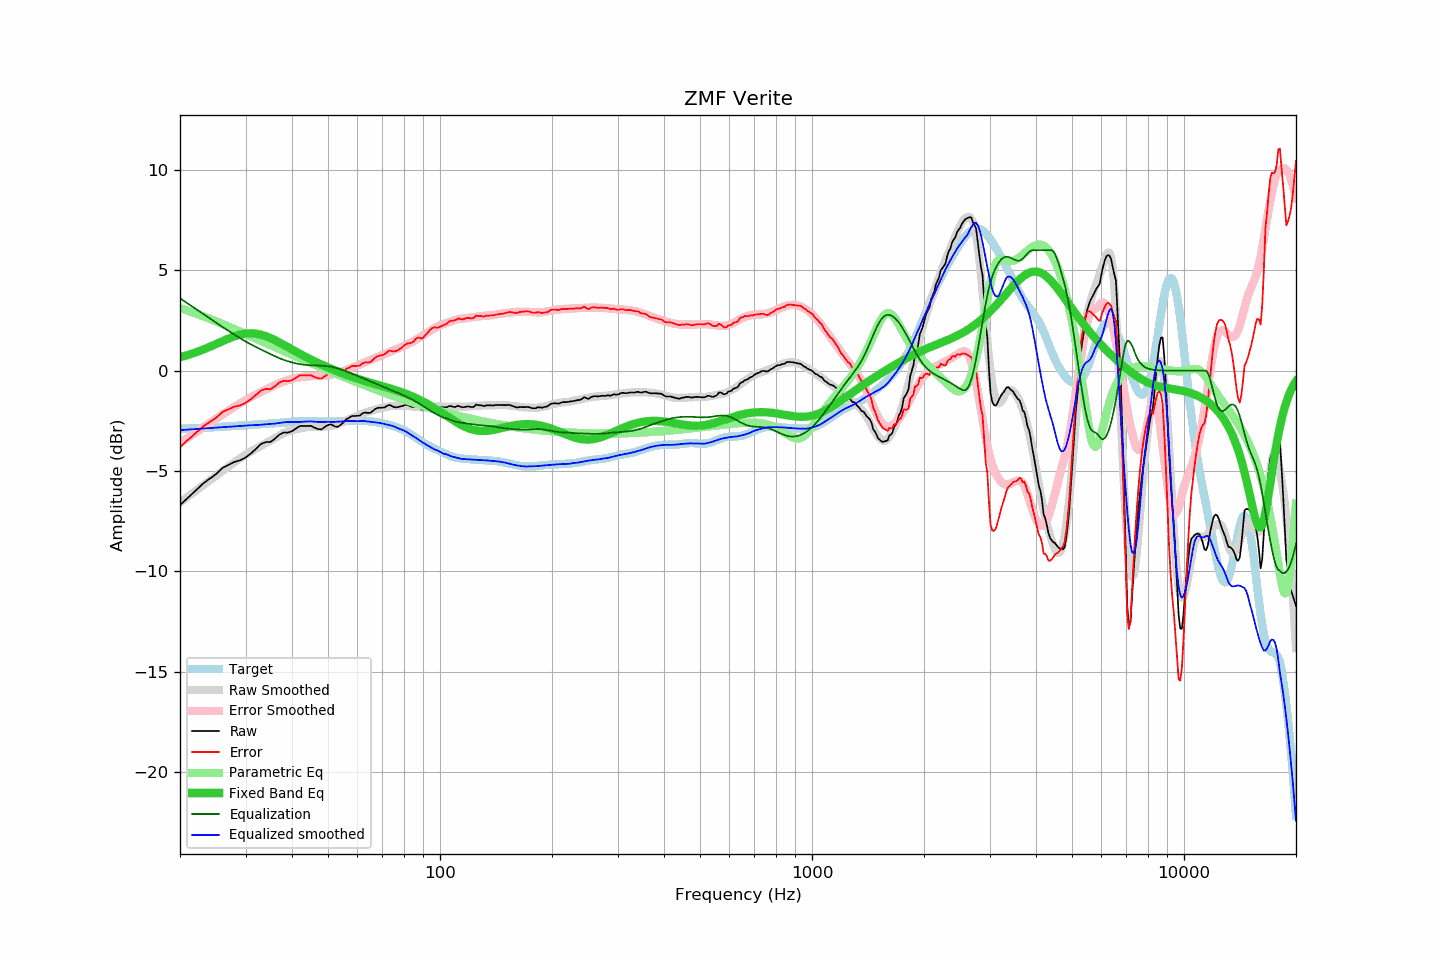 ZMF Verite
Amplitude (dBr)
10
5
0
−5
−10
−15
−20
Target
Raw Smoothed
Error Smoothed
Raw
Error
Parametric Eq
Fixed Band Eq
Equalization
Equalized smoothed
100
1000
10000
Frequency (Hz)